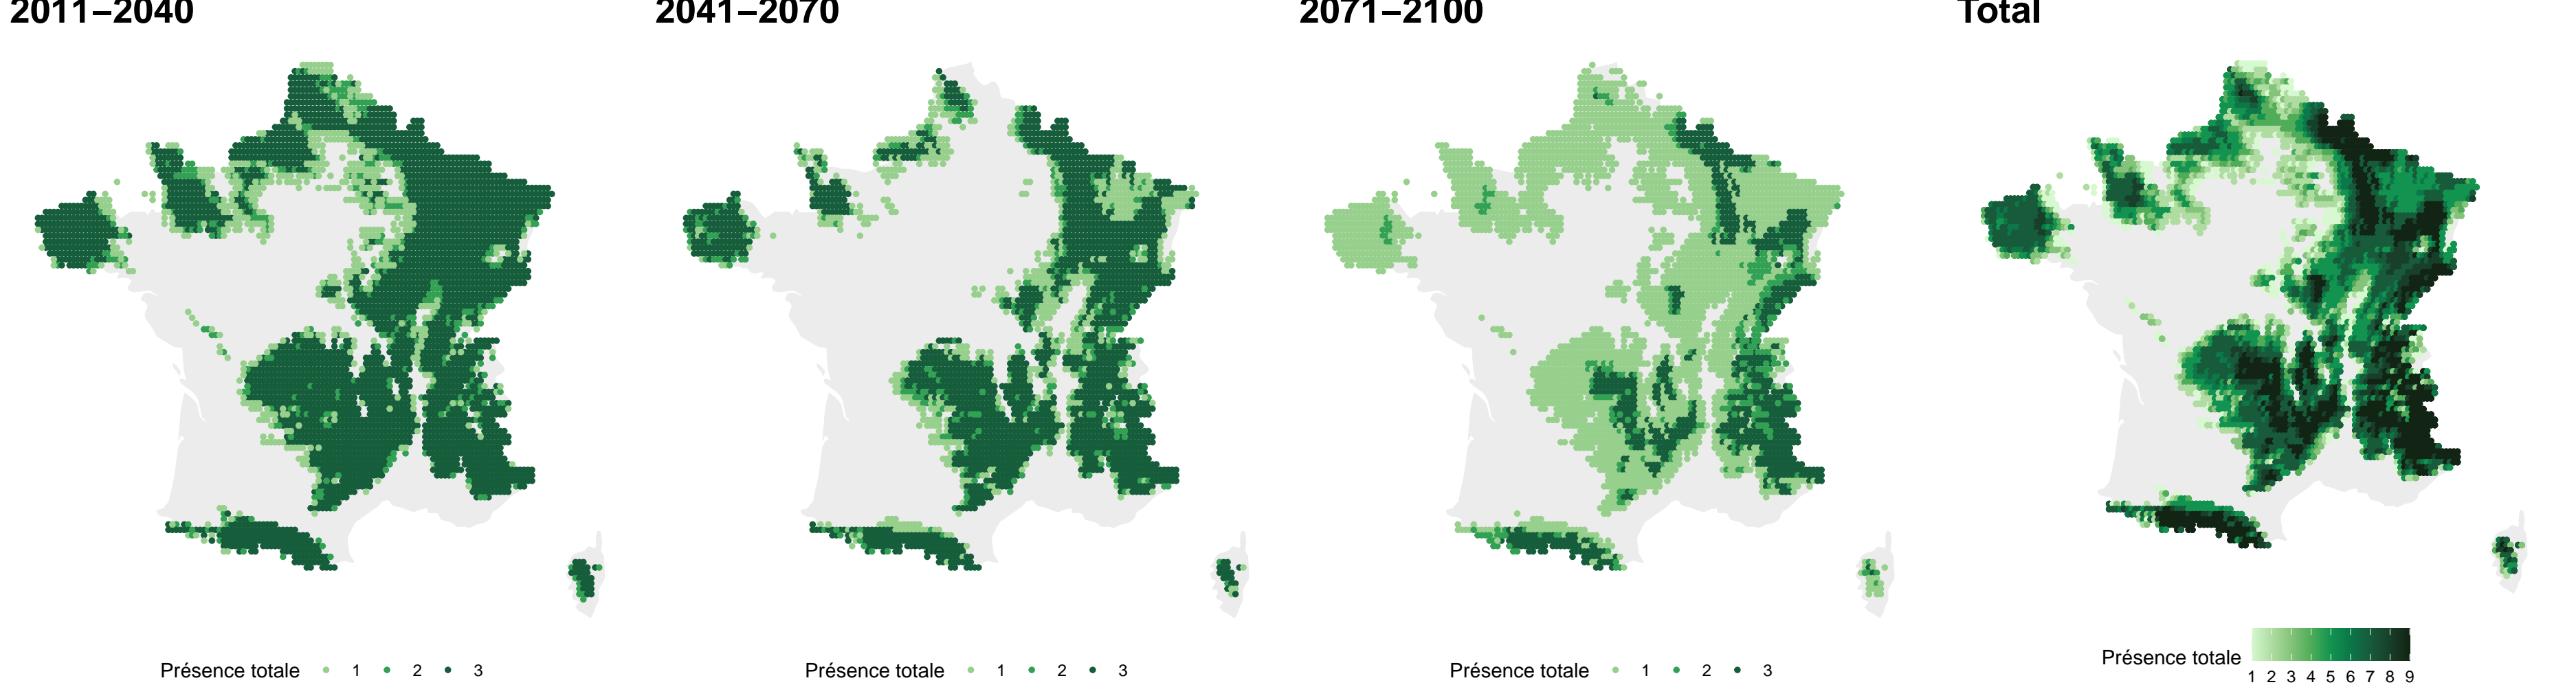 2011–2040
2041–2070
2071–2100
Total
Présence totale 1 2 3
Présence totale 1 2 3
Présence totale 1 2 3
Présence totale
1 2 3 4 5 6 7 8 9